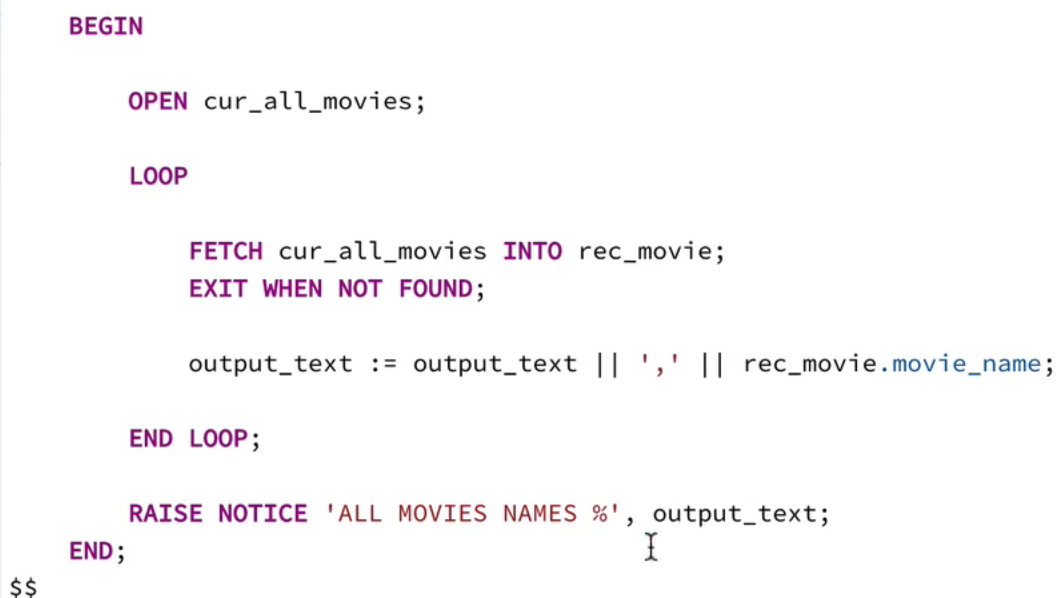 BEGIN
OPEN cur_all_movies;
LOOP
FETCH cur_all_movies INTO rec_movie;
EXIT WHEN NOT FOUND;
output_text := output_text || ',' || rec_movie.movie_name;
END LOOP;
RAISE NOTICE 'ALL MOVIES NAMES %', output_text;
END;
$$